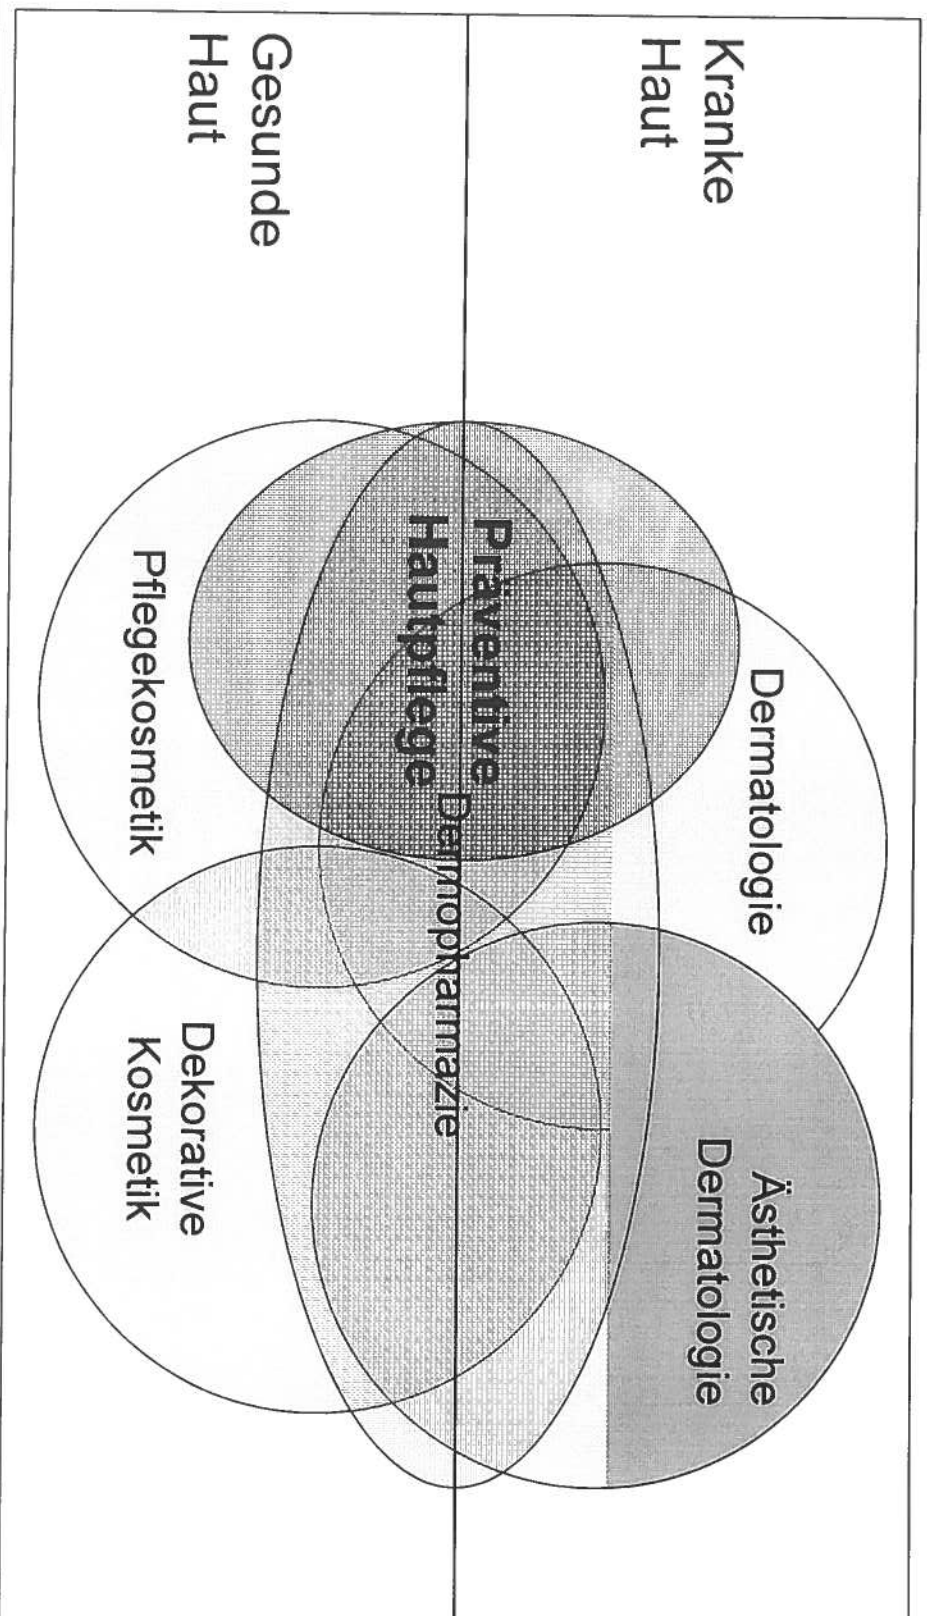 Kranke
Haut
Dermatologie
Ästhetische
Dermatologie
Präventive
Hautpflege
Dermopharmazie
Gesunde
Haut
Pflegekosmetik
Dekorative
Kosmetik